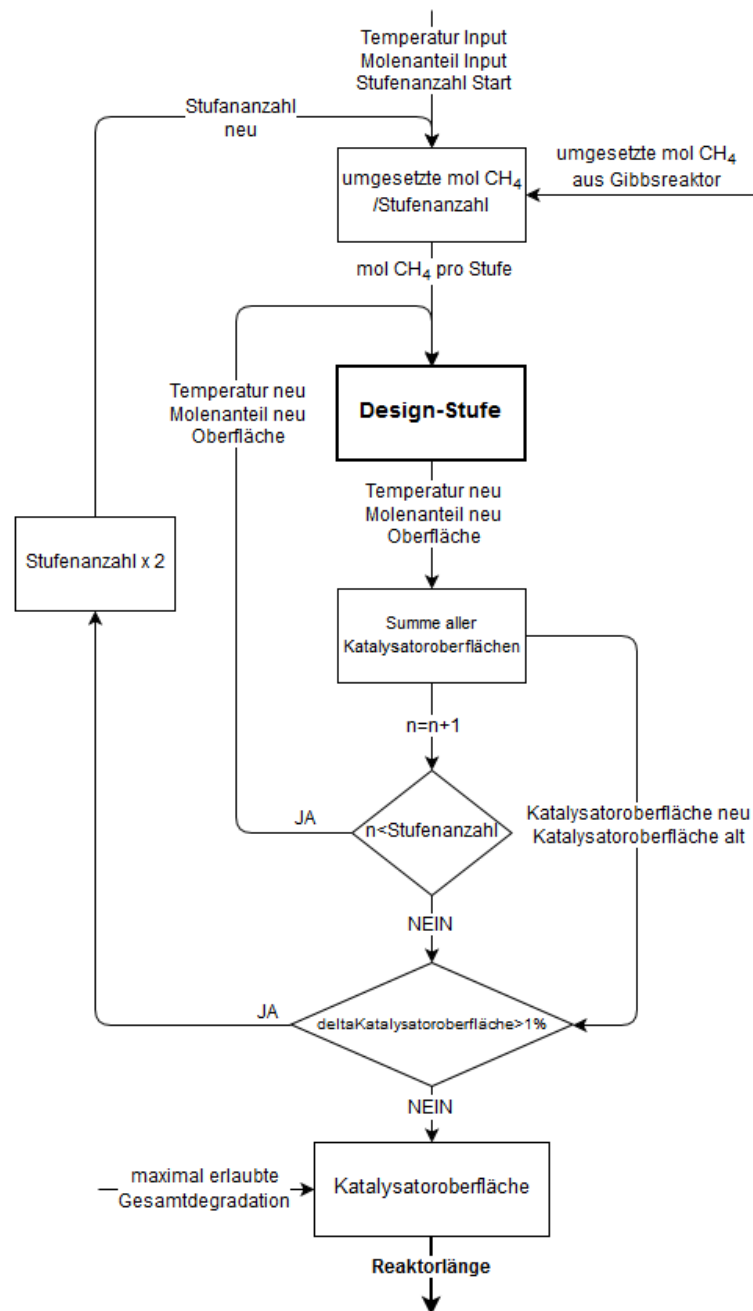 Temperatur Input
Molenanteil Input
Stufenanzahl Start
Stufananzahl
neu
umgesetzte mol CH₄
/Stufenanzahl
umgesetzte mol CH₄
aus Gibbsreaktor
mol CH₄ pro Stufe
Temperatur neu
Molenanteil neu
Oberfläche
Design-Stufe
Temperatur neu
Molenanteil neu
Oberfläche
Stufenanzahl x 2
Summe aller
Katalysatoroberflächen
n=n+1
JA
n<Stufenanzahl
Katalysatoroberfläche neu
Katalysatoroberfläche alt
NEIN
JA
deltaKatalysatoroberfläche>1%
NEIN
maximal erlaubte
Gesamtdegradation
Katalysatoroberfläche
Reaktorlänge